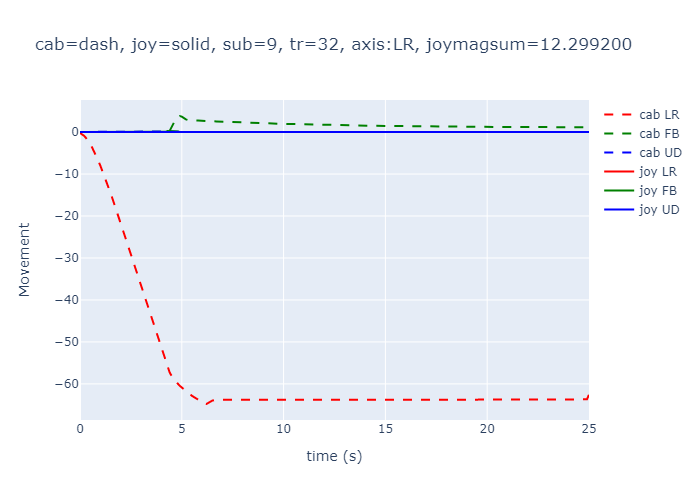 cab=dash, joy=solid, sub=9, tr=32, axis:LR, joymagsum=12.299200
cab LR
cab FB
cab UD
joy LR
joy FB
joy UD
Movement
0
−10
−20
−30
−40
−50
−60
0 5 10 15 20 25
time (s)